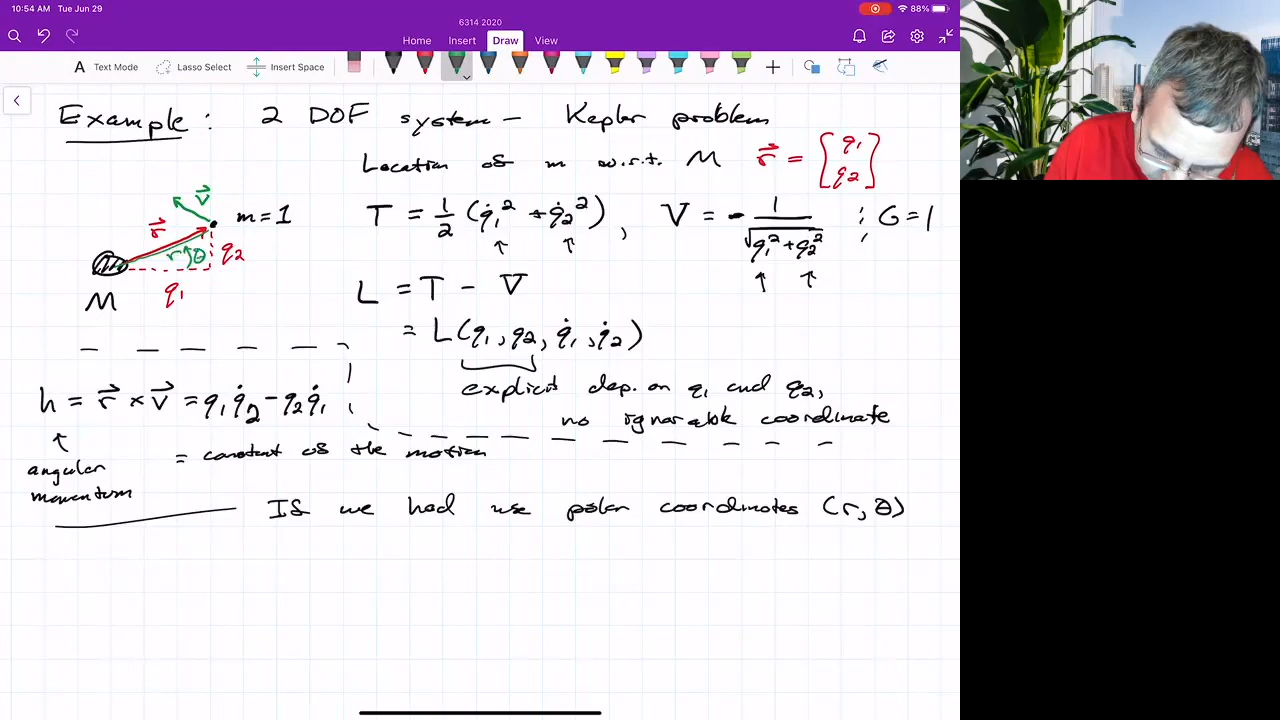 10:54 AM Tue Jun 29
88%
6314 2020
Home Insert Draw View
A Text Mode Lasso Select Insert Space
Example: 2 DOF system – Kepler problem
Location of m w.r.t. M r⃗ = [q₁ q₂]
v⃗
m=1
r⃗
r
θ
q₂
q₁
M
T = 1/2 (q̇₁² + q̇₂²), V = - 1/√(q₁²+q₂²) ; G=1
L = T - V
= L(q₁, q₂, q̇₁, q̇₂)
explicit dep. on q₁ and q₂,
no ignorable coordinate
h = r⃗ × v⃗ = q₁q̇₂ - q₂q̇₁
= constant of the motion
angular
momentum
If we had use polar coordinates (r, θ)